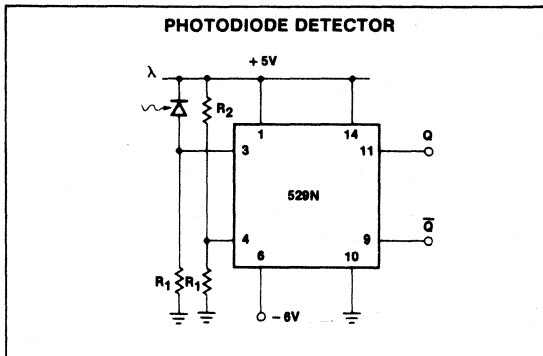 PHOTODIODE DETECTOR
+5V
λ
R2
1
14
3
11
Q
529N
4
9
Q̅
6
10
R1
R1
-6V